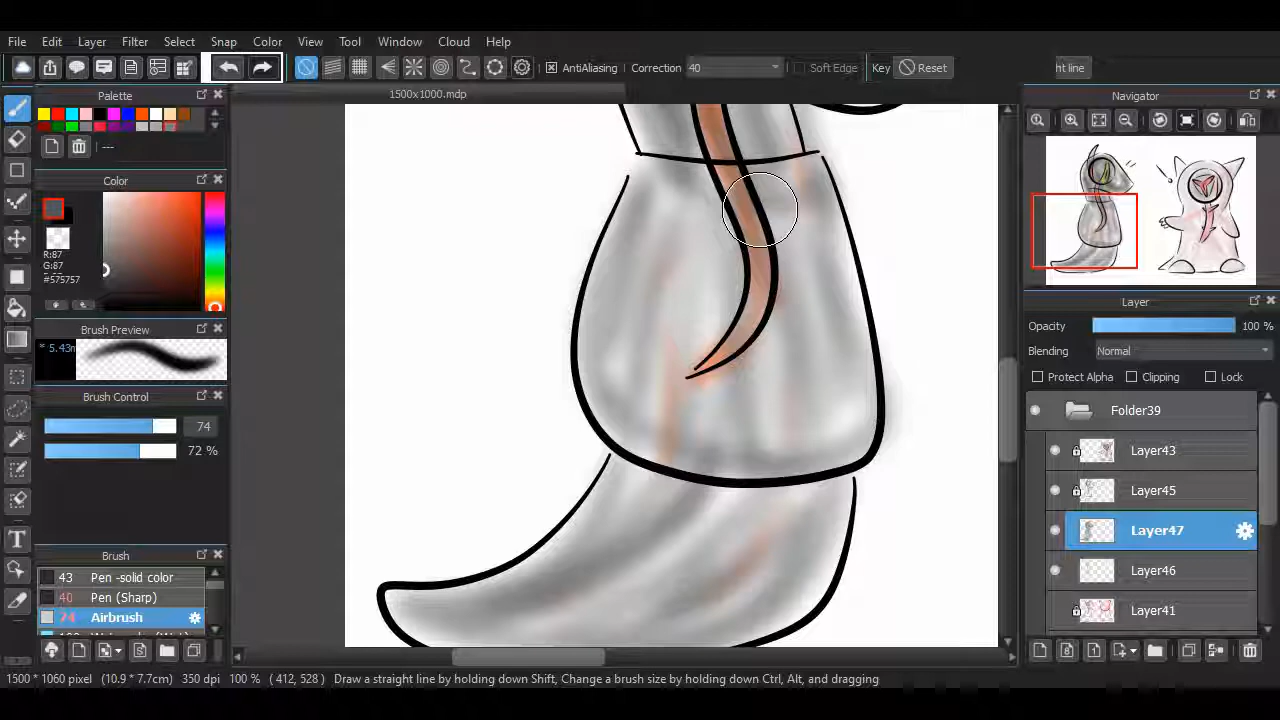 File Edit Layer Filter Select Snap Color View Tool Window Cloud Help
AntiAliasing Correction 40 Soft Edge Key Reset ht line
Palette
1500x1000.mdp
Navigator
---
Color
R:87
G:87
B:87
#575757
Layer
Opacity 100 %
Brush Preview
* 5.43m
Blending Normal
Protect Alpha Clipping Lock
Brush Control
Folder39
74
72 %
Layer43
Layer45
Layer47
Brush
Layer46
43 Pen -solid color
40 Pen (Sharp)
74 Airbrush
Layer41
1500 * 1060 pixel (10.9 * 7.7cm) 350 dpi 100 % ( 412, 528 ) Draw a straight line by holding down Shift, Change a brush size by holding down Ctrl, Alt, and dragging